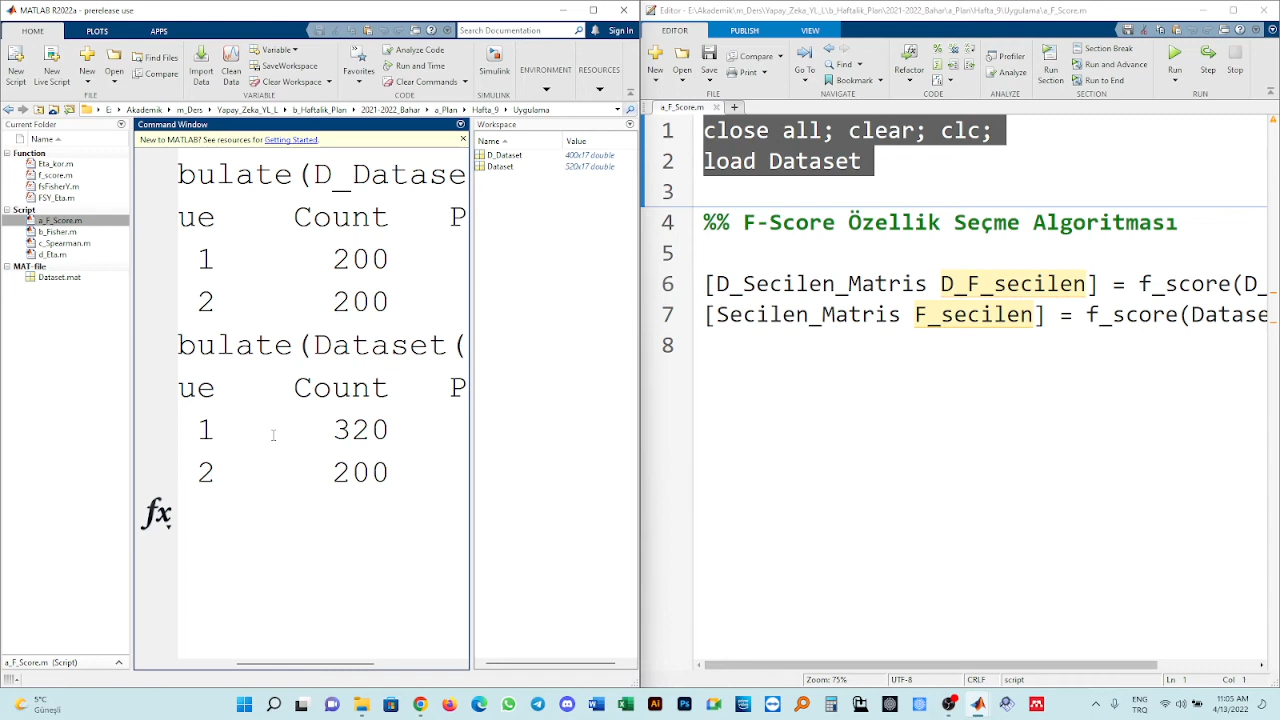 MATLAB R2022a - prerelease use
HOME
PLOTS
APPS
Search Documentation
Sign In
New Script
New Live Script
New
Open
Find Files
Compare
Import Data
Clean Data
Variable
Save Workspace
Clear Workspace
Favorites
Analyze Code
Run and Time
Clear Commands
Simulink
ENVIRONMENT
RESOURCES
FILE
VARIABLE
CODE
SIMULINK
E: Akademik m_Ders Yapay_Zeka_YL_L b_Haftalik_Plan 2021-2022_Bahar a_Plan Hafta_9 Uygulama
Current Folder
Name
Function
Eta_kor.m
f_score.m
fsFisherY.m
FSY_Eta.m
Script
a_F_Score.m
b_Fisher.m
c_Spearman.m
d_Eta.m
MAT-file
Dataset.mat
a_F_Score.m (Script)
Command Window
New to MATLAB? See resources for Getting Started.
bulate(D_Datase
ue Count P
1 200
2 200
bulate(Dataset(
ue Count P
1 320
2 200
fx
Workspace
Name Value
D_Dataset 400x17 double
Dataset 520x17 double
Editor - E:\Akademik\m_Ders\Yapay_Zeka_YL_L\b_Haftalik_Plan\2021-2022_Bahar\a_Plan\Hafta_9\Uygulama\a_F_Score.m
EDITOR
PUBLISH
VIEW
New
Open
Save
Compare
Print
Go To
Find
Bookmark
Refactor
Profiler
Analyze
Run Section
Section Break
Run and Advance
Run to End
Run
Step
Stop
FILE
NAVIGATE
CODE
ANALYZE
SECTION
RUN
a_F_Score.m
1 close all; clear; clc;
2 load Dataset
3
4 %% F-Score Özellik Seçme Algoritması
5
6 [D_Secilen_Matris D_F_secilen] = f_score(D_
7 [Secilen_Matris F_secilen] = f_score(Datase
8
Zoom: 75%
UTF-8
CRLF
script
Ln 1
Col 1
5°C
Güneşli
ENG
TRQ
11:05 AM
4/13/2022